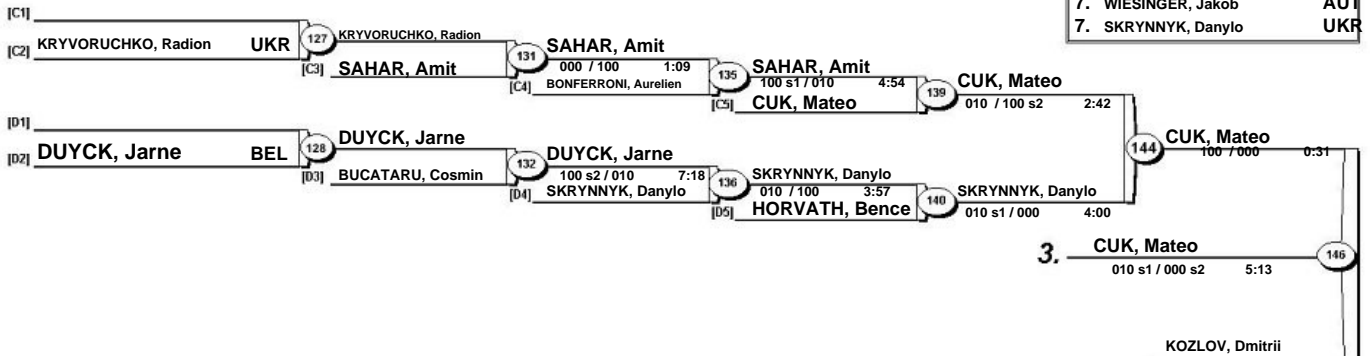 7. WIESINGER, Jakob AUT
7. SKRYNNYK, Danylo UKR
[C1]
[C2] KRYVORUCHKO, Radion UKR
127
KRYVORUCHKO, Radion
[C3] SAHAR, Amit
131
SAHAR, Amit
000 / 100 1:09
[C4] BONFERRONI, Aurelien
135
SAHAR, Amit
100 s1 / 010 4:54
[C5] CUK, Mateo
139
CUK, Mateo
010 / 100 s2 2:42
[D1]
[D2] DUYCK, Jarne BEL
128
DUYCK, Jarne
[D3] BUCATARU, Cosmin
132
DUYCK, Jarne
100 s2 / 010 7:18
[D4] SKRYNNYK, Danylo
136
SKRYNNYK, Danylo
010 / 100 3:57
[D5] HORVATH, Bence
140
SKRYNNYK, Danylo
010 s1 / 000 4:00
144
CUK, Mateo
100 / 000 0:31
3. CUK, Mateo
010 s1 / 000 s2 5:13
146
KOZLOV, Dmitrii